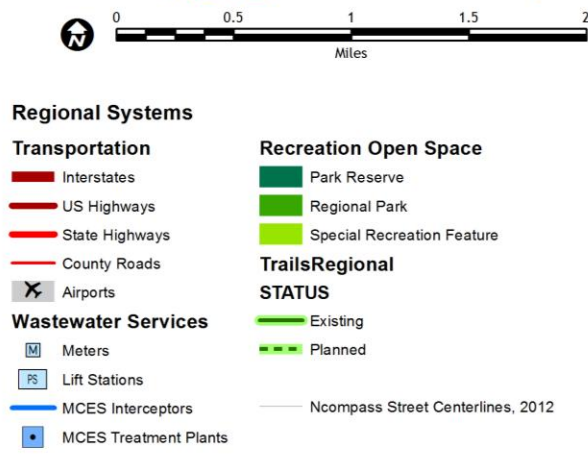 0 0.5 1 1.5 2
N
Miles
Regional Systems
Transportation
Interstates
US Highways
State Highways
County Roads
Airports
Wastewater Services
M Meters
PS Lift Stations
MCES Interceptors
MCES Treatment Plants
Recreation Open Space
Park Reserve
Regional Park
Special Recreation Feature
TrailsRegional
STATUS
Existing
Planned
Ncompass Street Centerlines, 2012